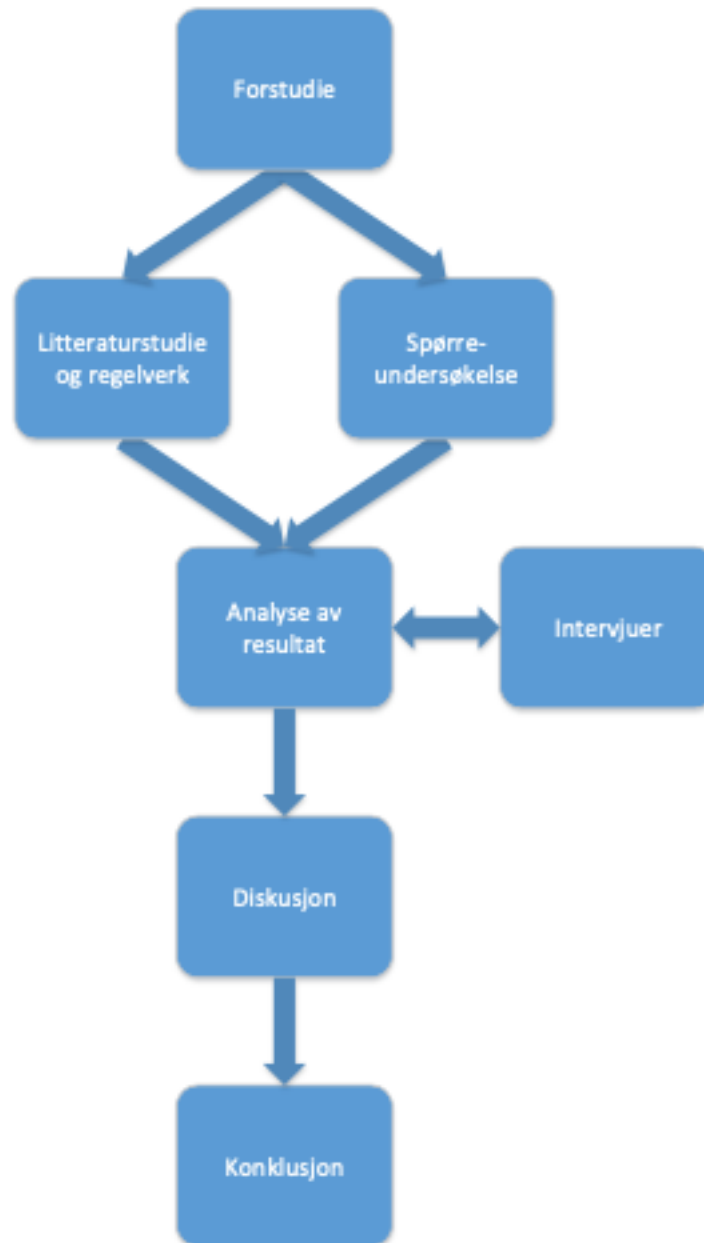 Forstudie
Litteraturstudie
og regelverk
Spørre-
undersøkelse
Analyse av
resultat
Intervjuer
Diskusjon
Konklusjon